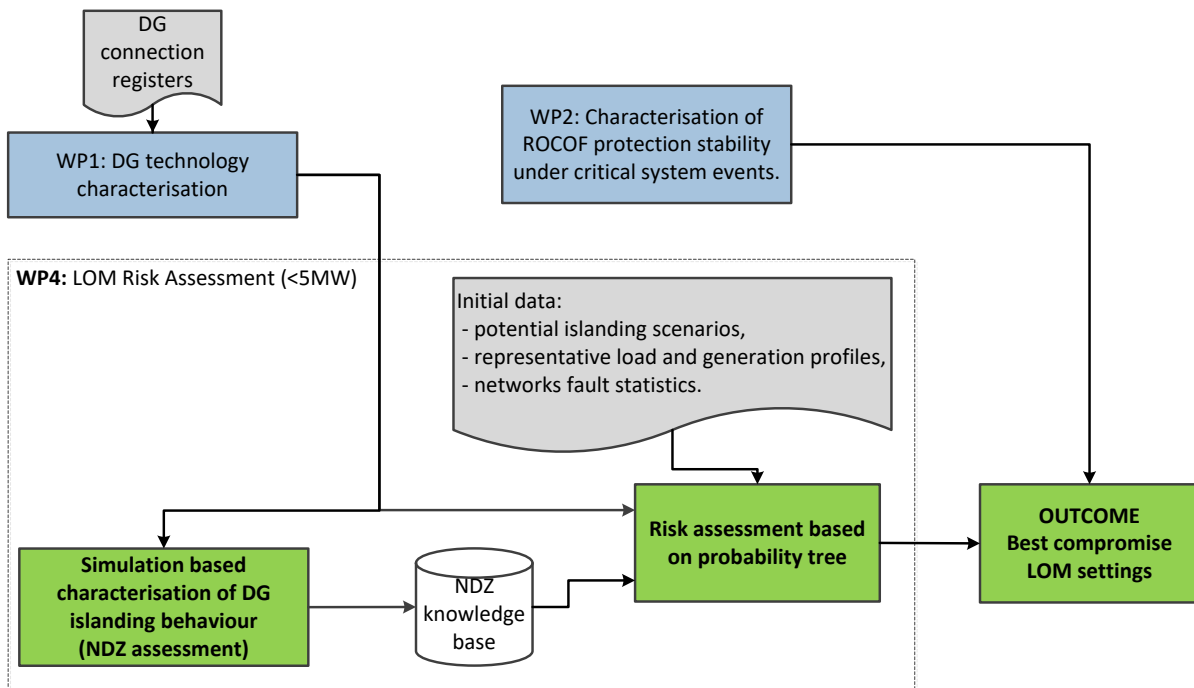 DG
connection
registers
WP1: DG technology
characterisation
WP2: Characterisation of
ROCOF protection stability
under critical system events.
WP4: LOM Risk Assessment (<5MW)
Initial data:
- potential islanding scenarios,
- representative load and generation profiles,
- networks fault statistics.
Simulation based
characterisation of DG
islanding behaviour
(NDZ assessment)
NDZ
knowledge
base
Risk assessment based
on probability tree
OUTCOME
Best compromise
LOM settings